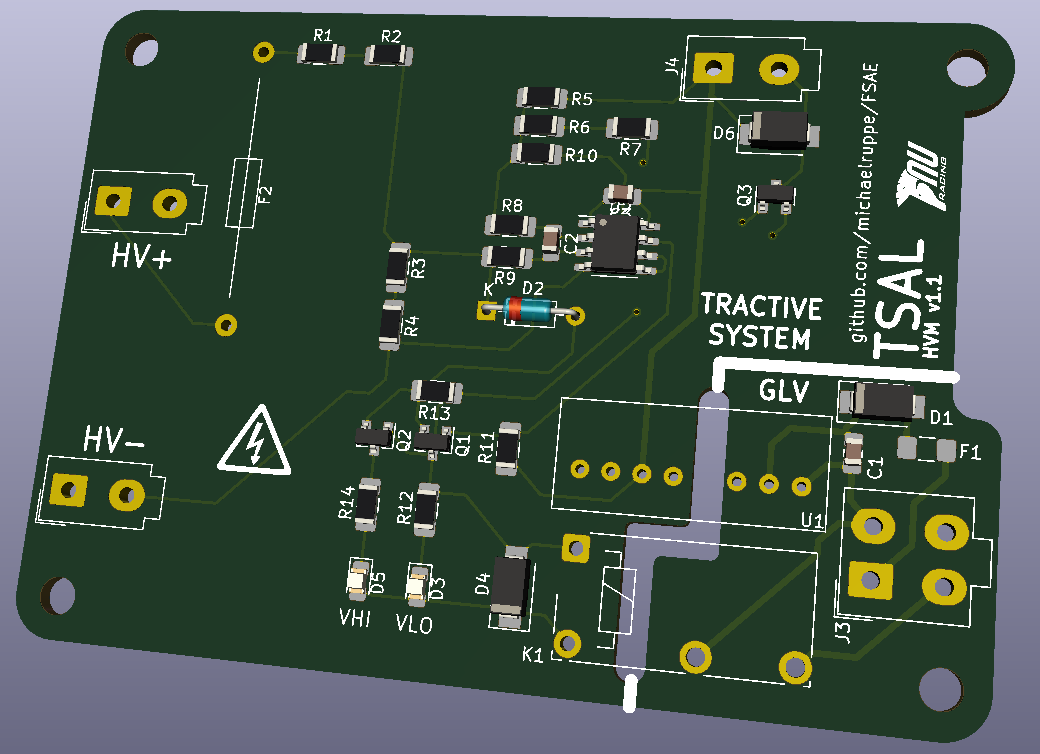 R1
R2
J4
R5
R6
R7
R10
D6
github.com/michaelruppe/FSAE
RACING
F2
Q3
R8
C2
HV+
R3
R9
K
D2
R4
TRACTIVE
SYSTEM
TSAL
HVM v1.1
GLV
R13
D1
HV-
Q2
Q1
R11
C1
F1
R14
R12
U1
D5
D3
D4
VHI
VLO
K1
J3